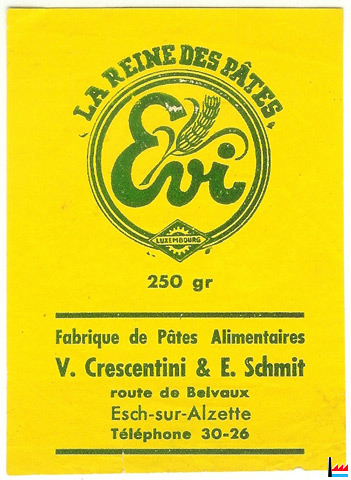 LA REINE DES PÂTES
Evi
LUXEMBOURG
250 gr
Fabrique de Pâtes Alimentaires
V. Crescentini & E. Schmit
route de Belvaux
Esch-sur-Alzette
Téléphone 30-26